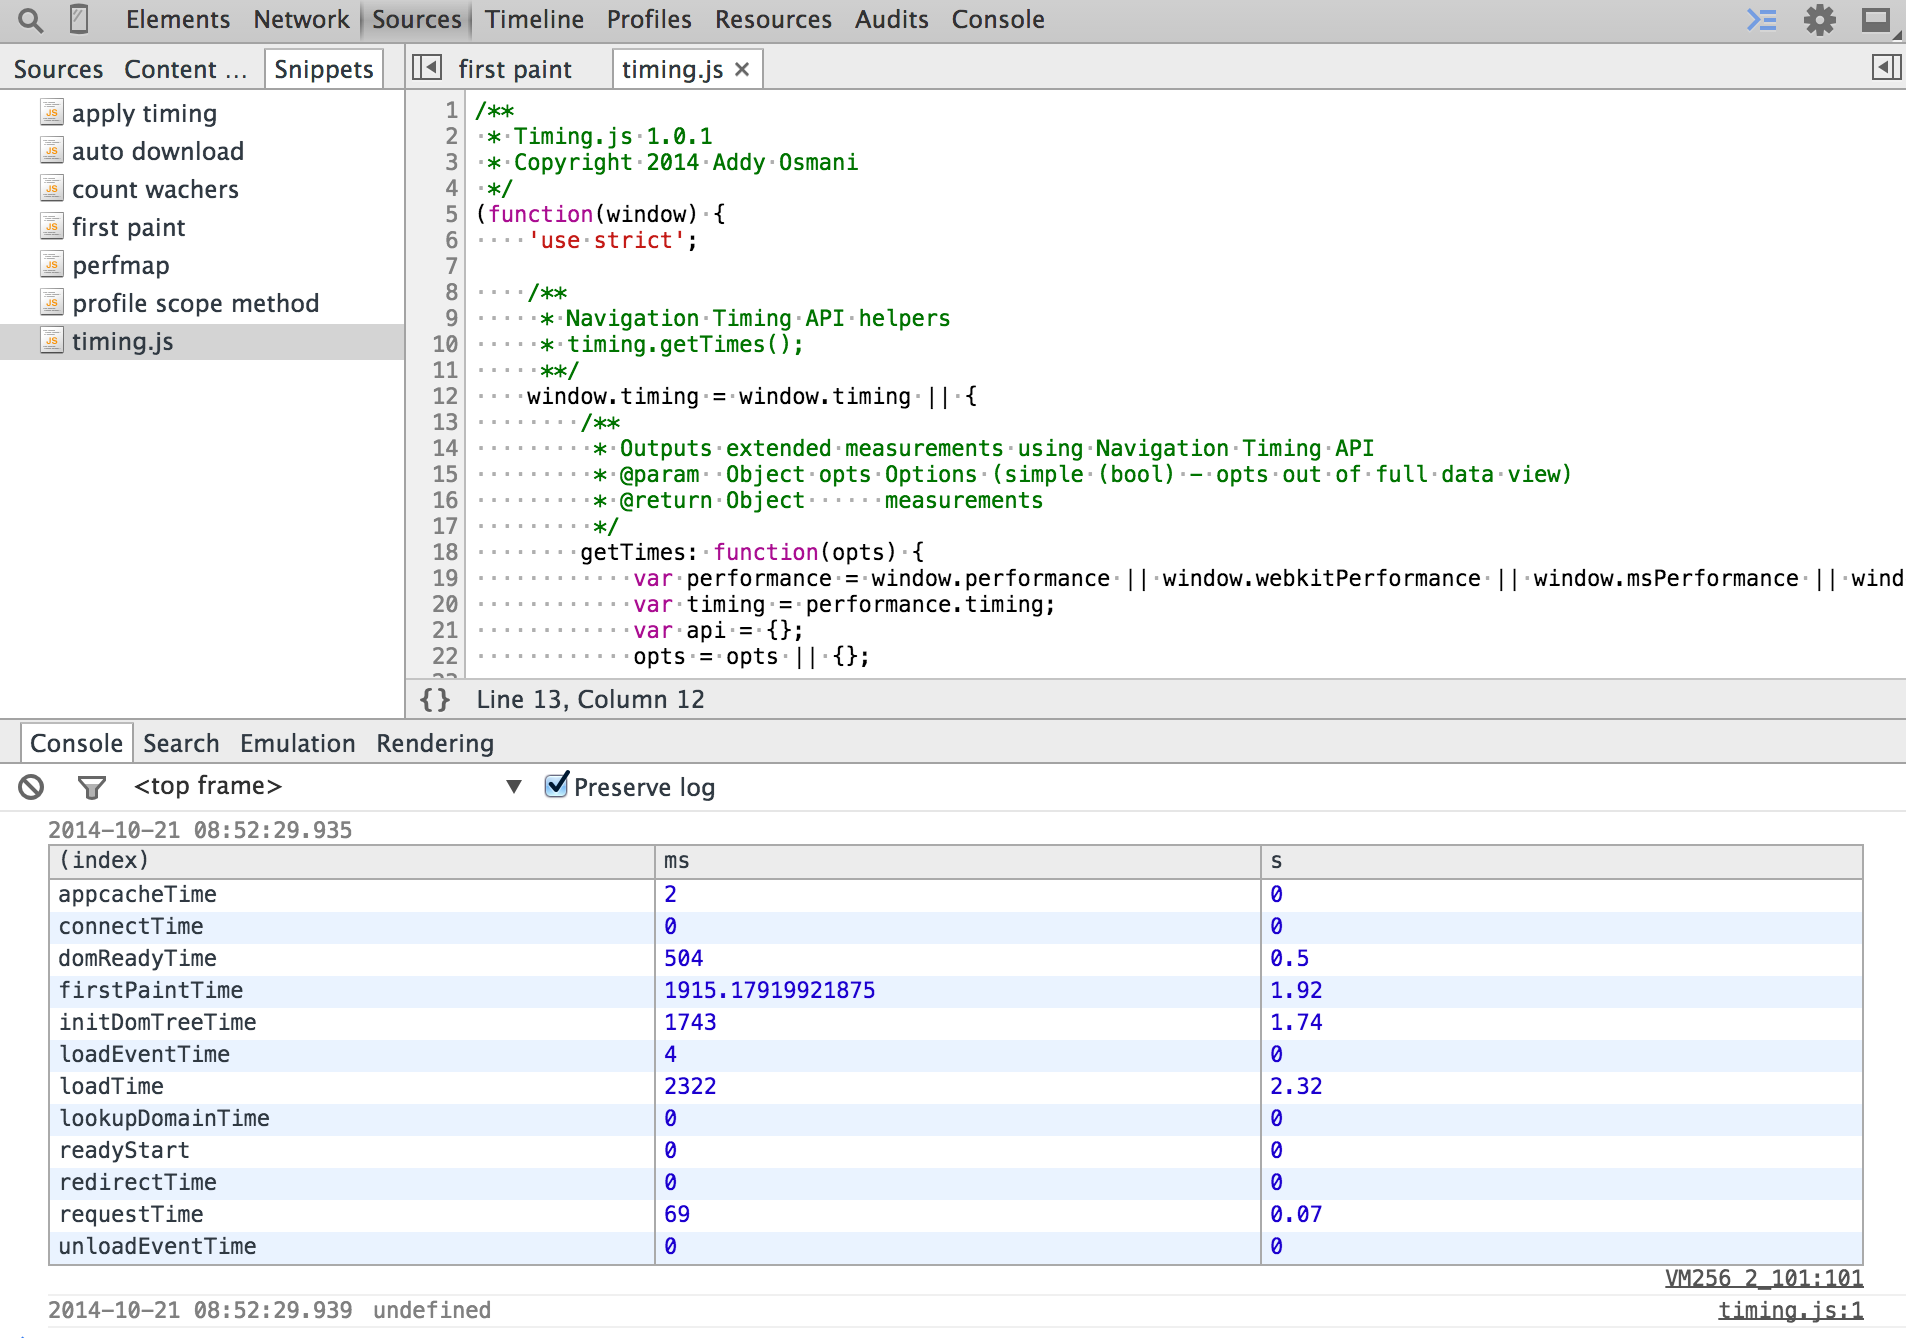 Elements Network Sources Timeline Profiles Resources Audits Console
Sources Content ... Snippets first paint timing.js ×
apply timing
auto download
count wachers
first paint
perfmap
profile scope method
timing.js
1 /**
2 * Timing.js 1.0.1
3 * Copyright 2014 Addy Osmani
4 */
5 (function(window) {
6 'use strict';
7
8 /**
9 * Navigation Timing API helpers
10 * timing.getTimes();
11 **/
12 window.timing = window.timing || {
13 /**
14 * Outputs extended measurements using Navigation Timing API
15 * @param Object opts Options (simple (bool) - opts out of full data view)
16 * @return Object measurements
17 */
18 getTimes: function(opts) {
19 var performance = window.performance || window.webkitPerformance || window.msPerformance || wind
20 var timing = performance.timing;
21 var api = {};
22 opts = opts || {};
{} Line 13, Column 12
Console Search Emulation Rendering
<top frame> ▼ Preserve log
2014-10-21 08:52:29.935
(index) ms s
appcacheTime 2 0
connectTime 0 0
domReadyTime 504 0.5
firstPaintTime 1915.17919921875 1.92
initDomTreeTime 1743 1.74
loadEventTime 4 0
loadTime 2322 2.32
lookupDomainTime 0 0
readyStart 0 0
redirectTime 0 0
requestTime 69 0.07
unloadEventTime 0 0
VM256 2_101:101
2014-10-21 08:52:29.939 undefined timing.js:1